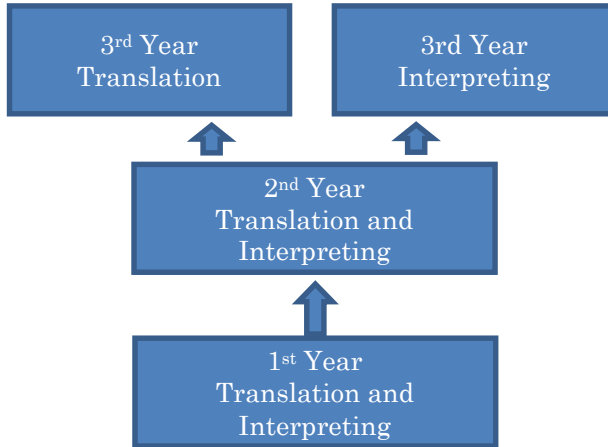 3rd Year
Translation
3rd Year
Interpreting
2nd Year
Translation and
Interpreting
1st Year
Translation and
Interpreting